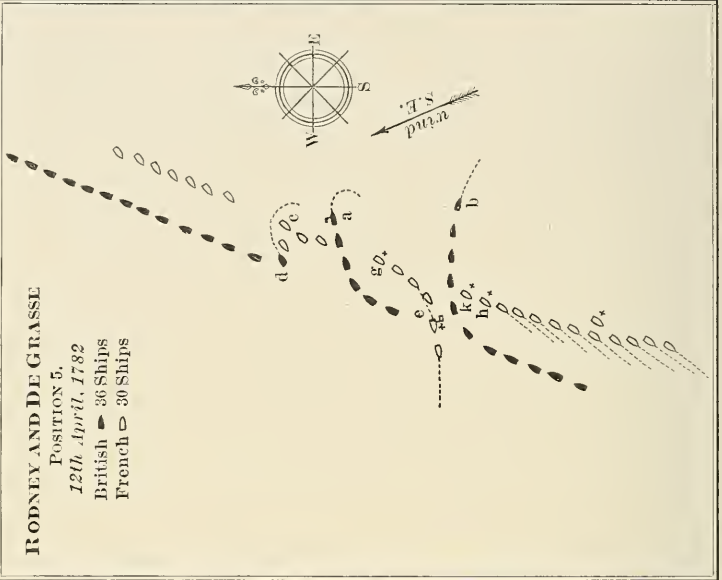 RODNEY AND DE GRASSE
POSITION 5.
12th April, 1782
British 36 Ships
French 30 Ships
E
S
W
wind
S.E.
d
c
a
b
g
e
k
h